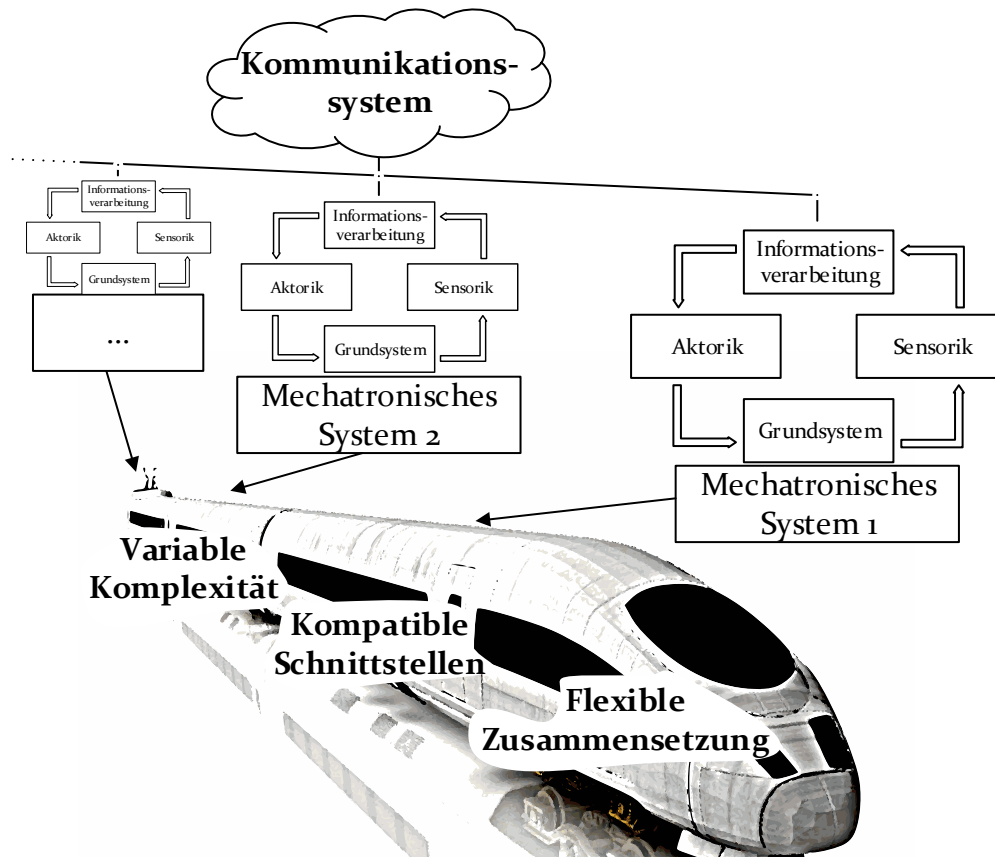 Kommunikations-
system
Informations-
verarbeitung
Aktorik
Sensorik
Grundsystem
...
Informations-
verarbeitung
Aktorik
Sensorik
Grundsystem
Mechatronisches
System 2
Informations-
verarbeitung
Aktorik
Sensorik
Grundsystem
Mechatronisches
System 1
Variable
Komplexität
Kompatible
Schnittstellen
Flexible
Zusammensetzung